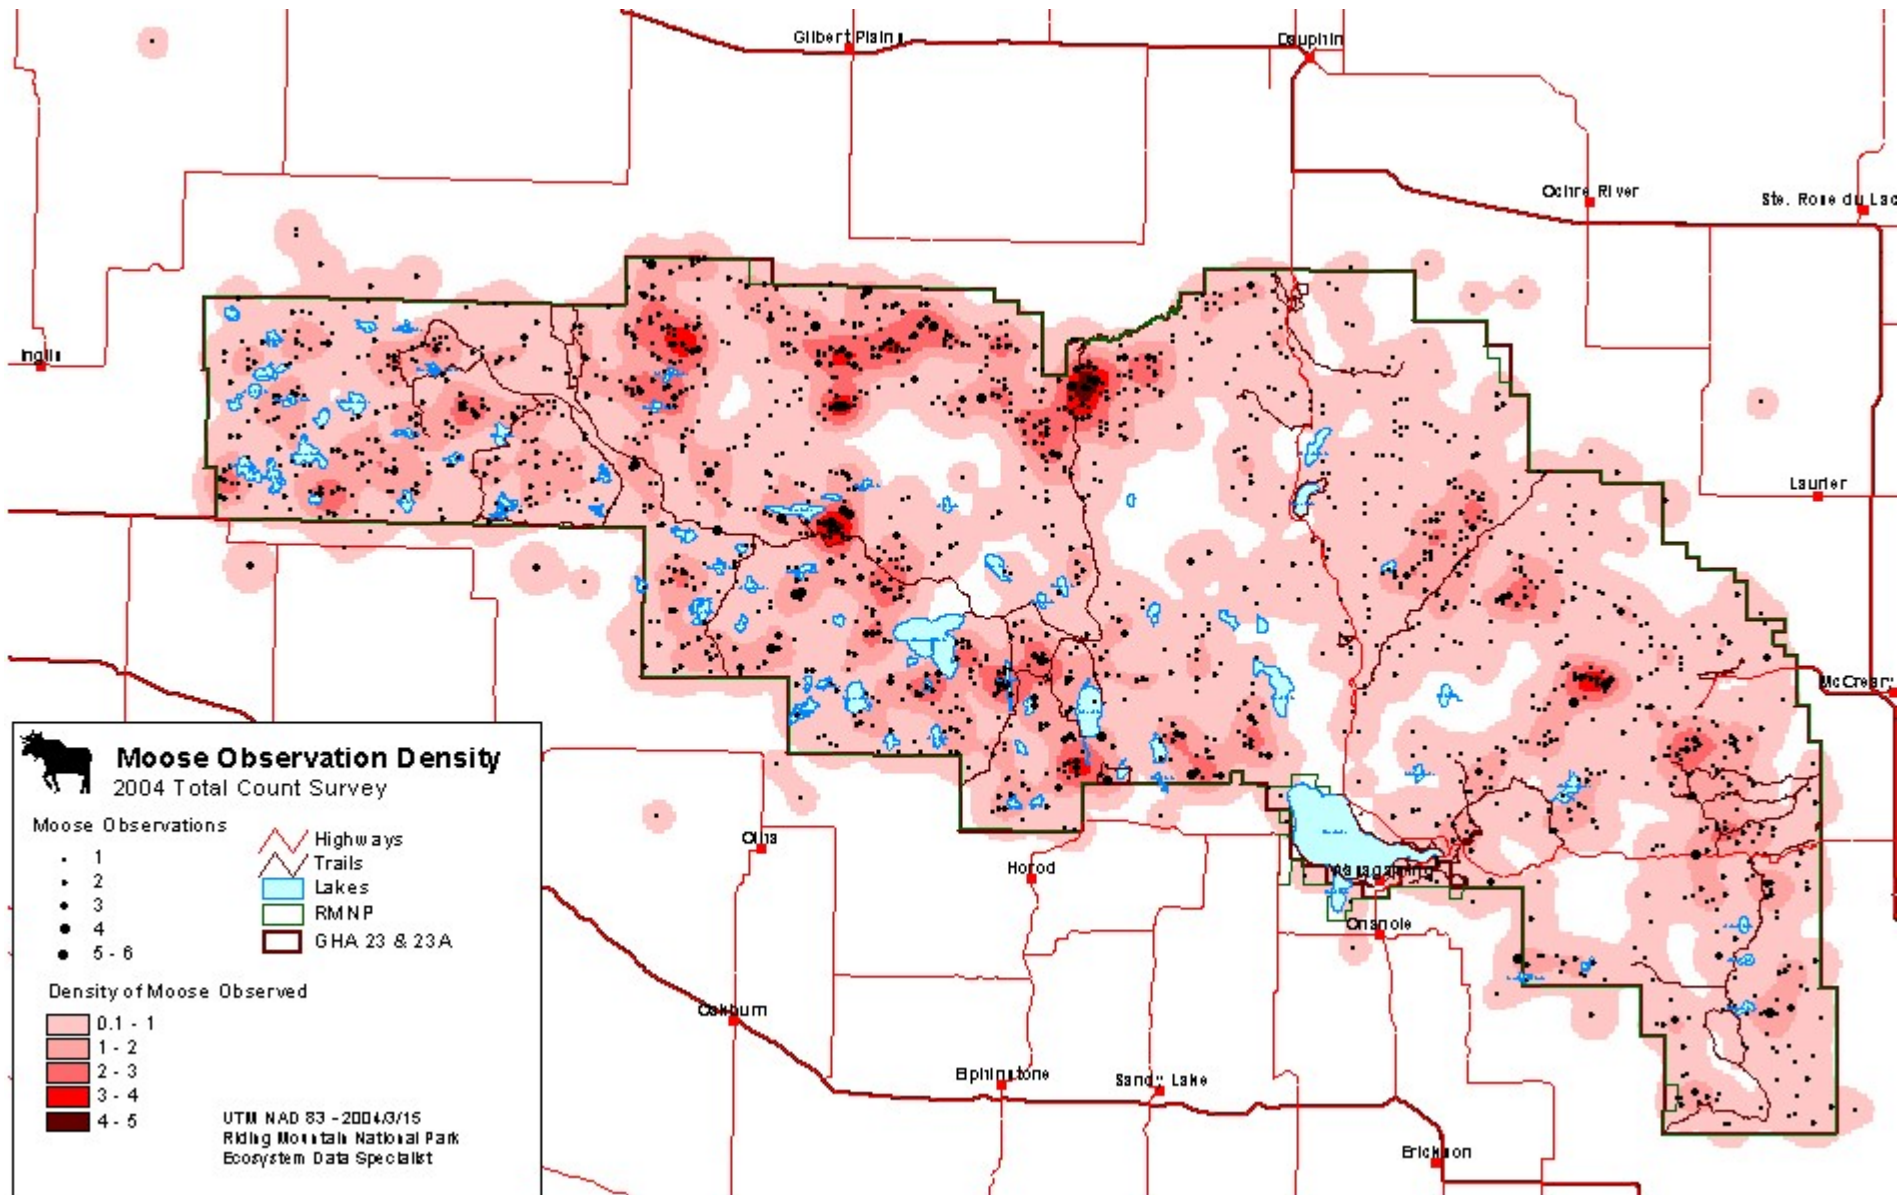 Gilbert Plains
Dauphin
Ochre River
Ste. Rose du Lac
Inglis
Laurier
McCreary
Moose Observation Density
2004 Total Count Survey
Moose Observations
1
2
3
4
5 - 6
Highways
Trails
Lakes
RMNP
GHA 23 & 23A
Density of Moose Observed
0.1 - 1
1 - 2
2 - 3
3 - 4
4 - 5
UTM NAD 83 - 2004/3/15
Riding Mountain National Park
Ecosystem Data Specialist
Olha
Horod
Wasagaming
Onanole
Oakburn
Elphinstone
Sandy Lake
Erickson